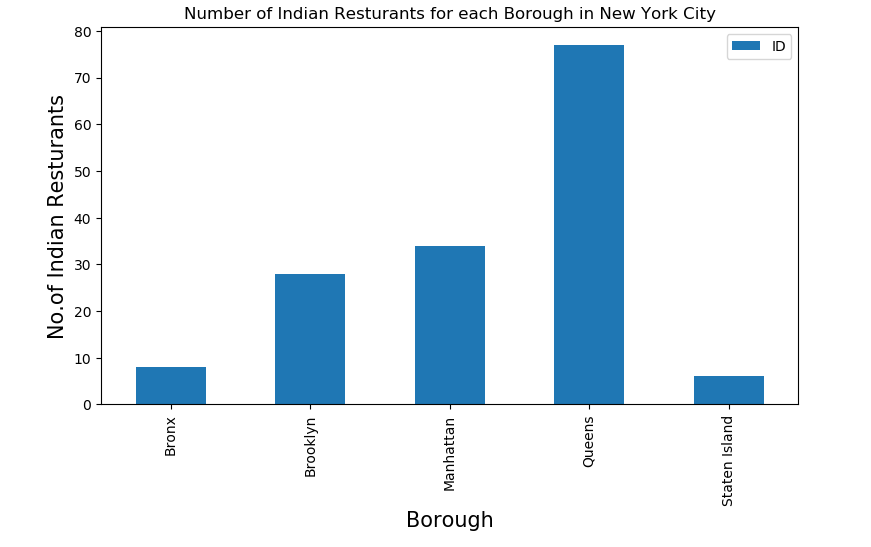 Number of Indian Resturants for each Borough in New York City
ID
No.of Indian Resturants
80
70
60
50
40
30
20
10
0
Bronx
Brooklyn
Manhattan
Queens
Staten Island
Borough